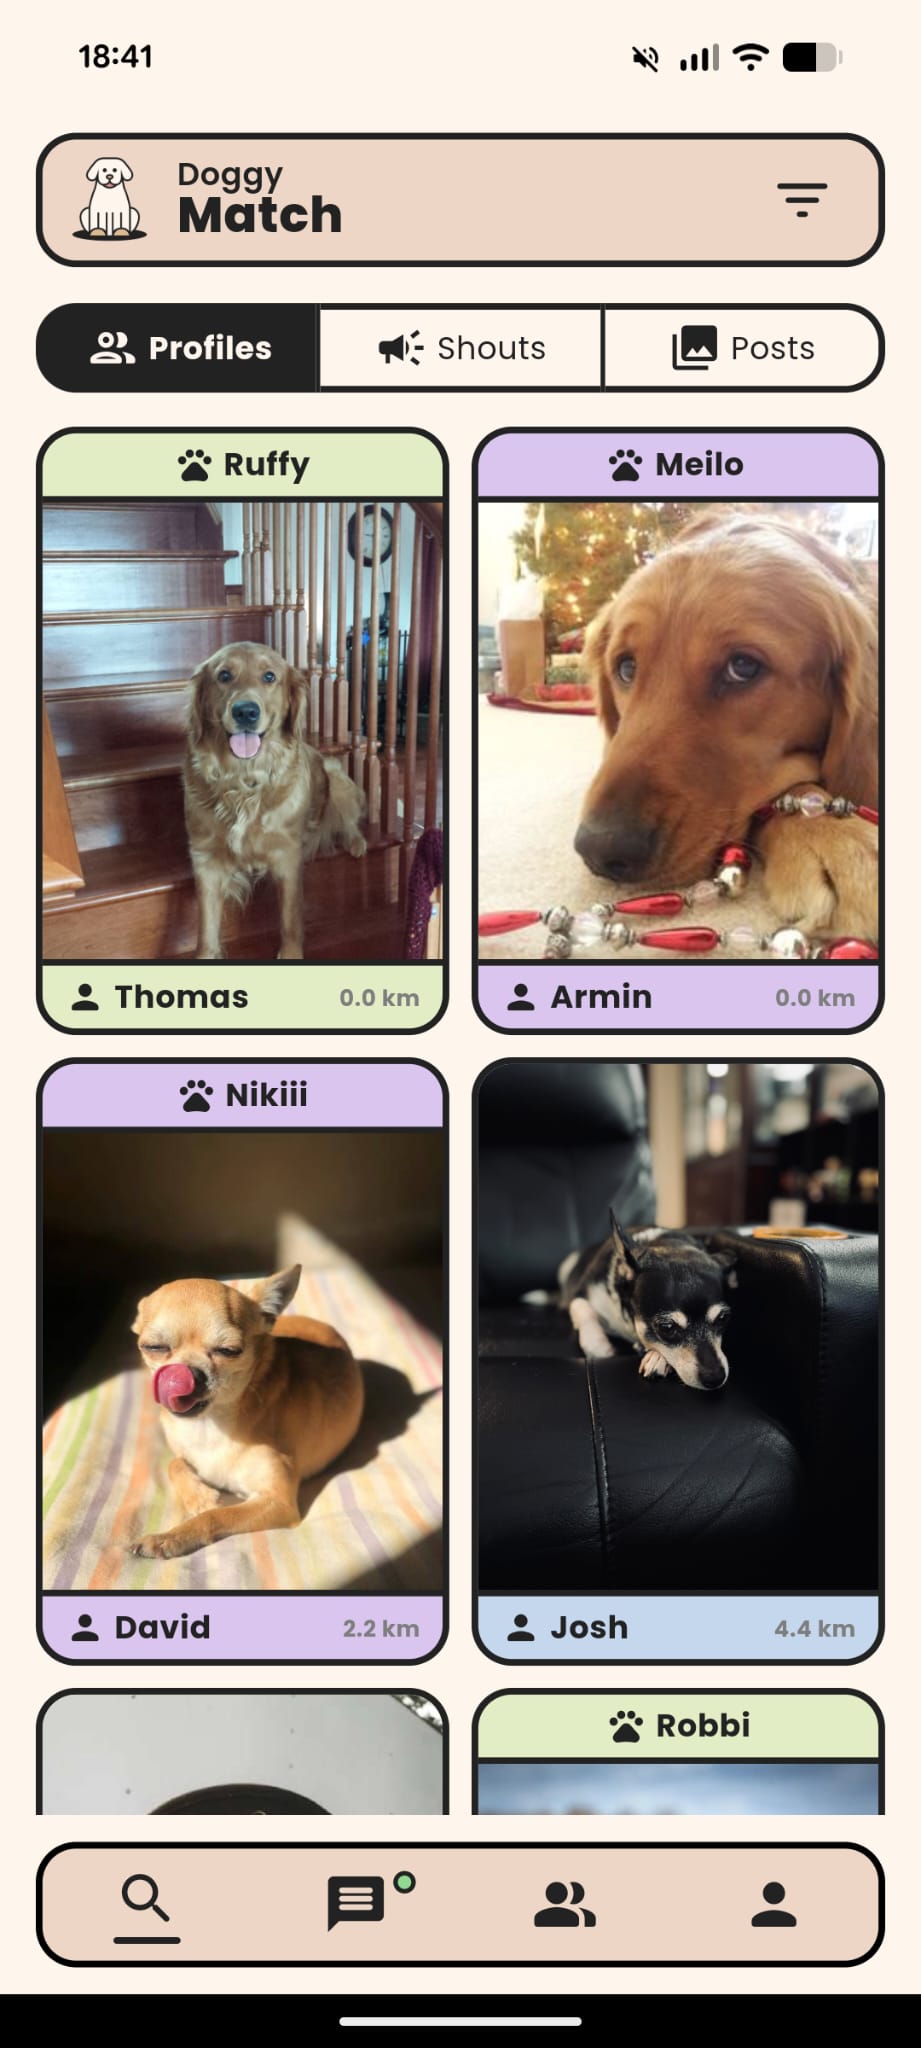 18:41
Doggy
Match
Profiles
Shouts
Posts
Ruffy
Meilo
Thomas
0.0 km
Armin
0.0 km
Nikiii
David
2.2 km
Josh
4.4 km
Robbi